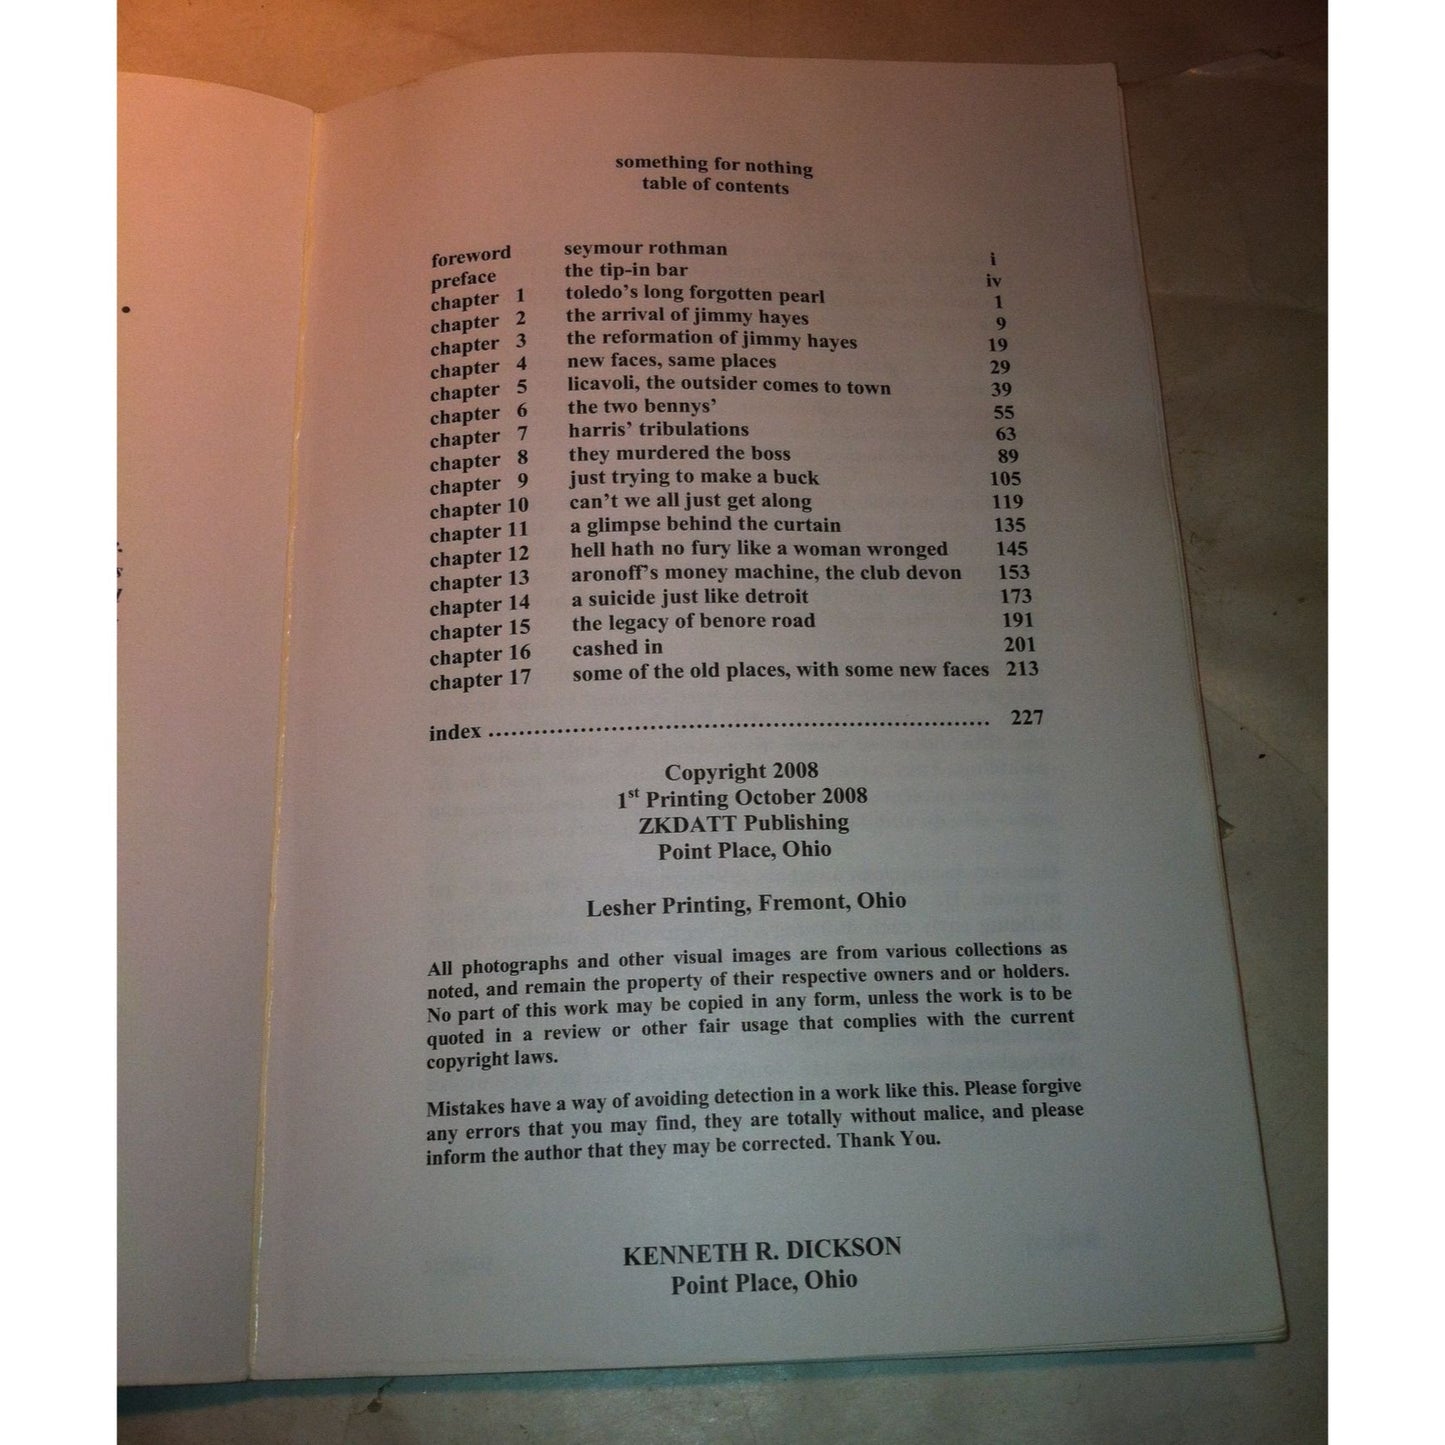 something for nothing
table of contents
foreword seymour rothman i
preface the tip-in bar iv
chapter 1 toledo's long forgotten pearl 1
chapter 2 the arrival of jimmy hayes 9
chapter 3 the reformation of jimmy hayes 19
chapter 4 new faces, same places 29
chapter 5 licavoli, the outsider comes to town 39
chapter 6 the two bennys' 55
chapter 7 harris' tribulations 63
chapter 8 they murdered the boss 89
chapter 9 just trying to make a buck 105
chapter 10 can't we all just get along 119
chapter 11 a glimpse behind the curtain 135
chapter 12 hell hath no fury like a woman wronged 145
chapter 13 aronoff's money machine, the club devon 153
chapter 14 a suicide just like detroit 173
chapter 15 the legacy of benore road 191
chapter 16 cashed in 201
chapter 17 some of the old places, with some new faces 213
index .................................................................. 227
Copyright 2008
1st Printing October 2008
ZKDATT Publishing
Point Place, Ohio
Lesher Printing, Fremont, Ohio
All photographs and other visual images are from various collections as
noted, and remain the property of their respective owners and or holders.
No part of this work may be copied in any form, unless the work is to be
quoted in a review or other fair usage that complies with the current
copyright laws.
Mistakes have a way of avoiding detection in a work like this. Please forgive
any errors that you may find, they are totally without malice, and please
inform the author that they may be corrected. Thank You.
KENNETH R. DICKSON
Point Place, Ohio